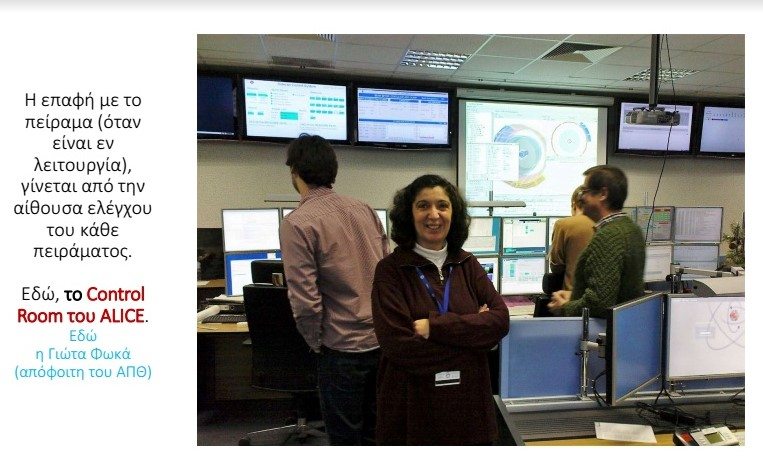 Η επαφή με το
πείραμα (όταν
είναι εν
λειτουργία),
γίνεται από την
αίθουσα ελέγχου
του κάθε
πειράματος.
Εδώ, το Control
Room του ALICE.
Εδώ
η Γιώτα Φωκά
(απόφοιτη του ΑΠΘ)